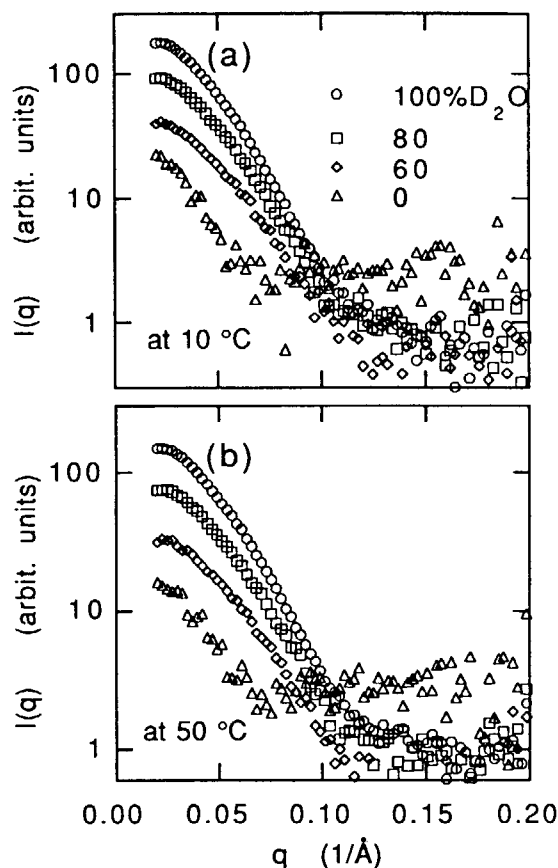 (a)
100%D₂O
80
60
0
100
10
1
I(q) (arbit. units)
at 10 °C
(b)
100
10
1
I(q) (arbit. units)
at 50 °C
0.00 0.05 0.10 0.15 0.20
q (1/Å)